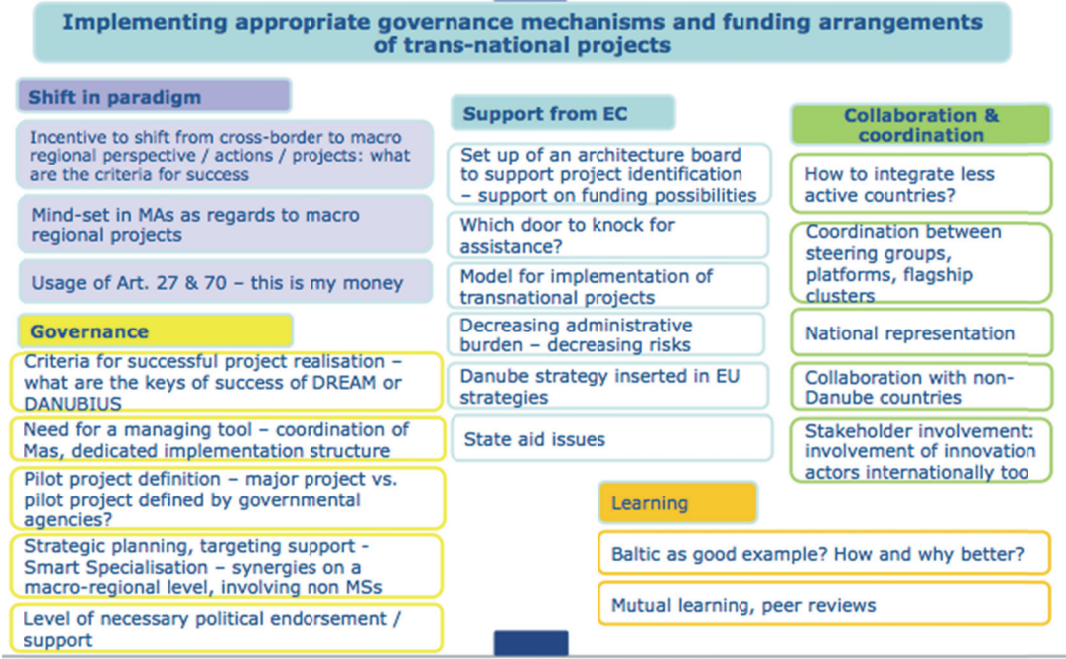 Implementing appropriate governance mechanisms and funding arrangements
of trans-national projects
Shift in paradigm
Incentive to shift from cross-border to macro
regional perspective / actions / projects: what
are the criteria for success
Mind-set in MAs as regards to macro
regional projects
Usage of Art. 27 & 70 – this is my money
Governance
Criteria for successful project realisation –
what are the keys of success of DREAM or
DANUBIUS
Need for a managing tool – coordination of
Mas, dedicated implementation structure
Pilot project definition – major project vs.
pilot project defined by governmental
agencies?
Strategic planning, targeting support -
Smart Specialisation – synergies on a
macro-regional level, involving non MSs
Level of necessary political endorsement /
support
Support from EC
Set up of an architecture board
to support project identification
– support on funding possibilities
Which door to knock for
assistance?
Model for implementation of
transnational projects
Decreasing administrative
burden – decreasing risks
Danube strategy inserted in EU
strategies
State aid issues
Collaboration &
coordination
How to integrate less
active countries?
Coordination between
steering groups,
platforms, flagship
clusters
National representation
Collaboration with non-
Danube countries
Stakeholder involvement:
involvement of innovation
actors internationally too
Learning
Baltic as good example? How and why better?
Mutual learning, peer reviews